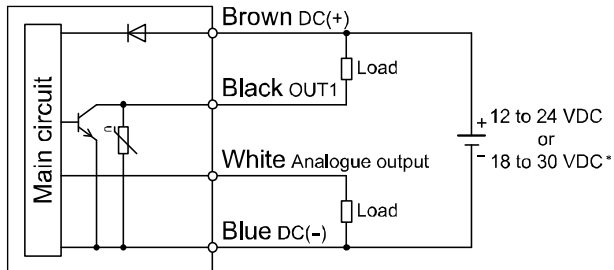 Main circuit
Brown DC(+)
Load
Black OUT1
U
White Analogue output
Load
Blue DC(−)
+ 12 to 24 VDC
or
− 18 to 30 VDC*